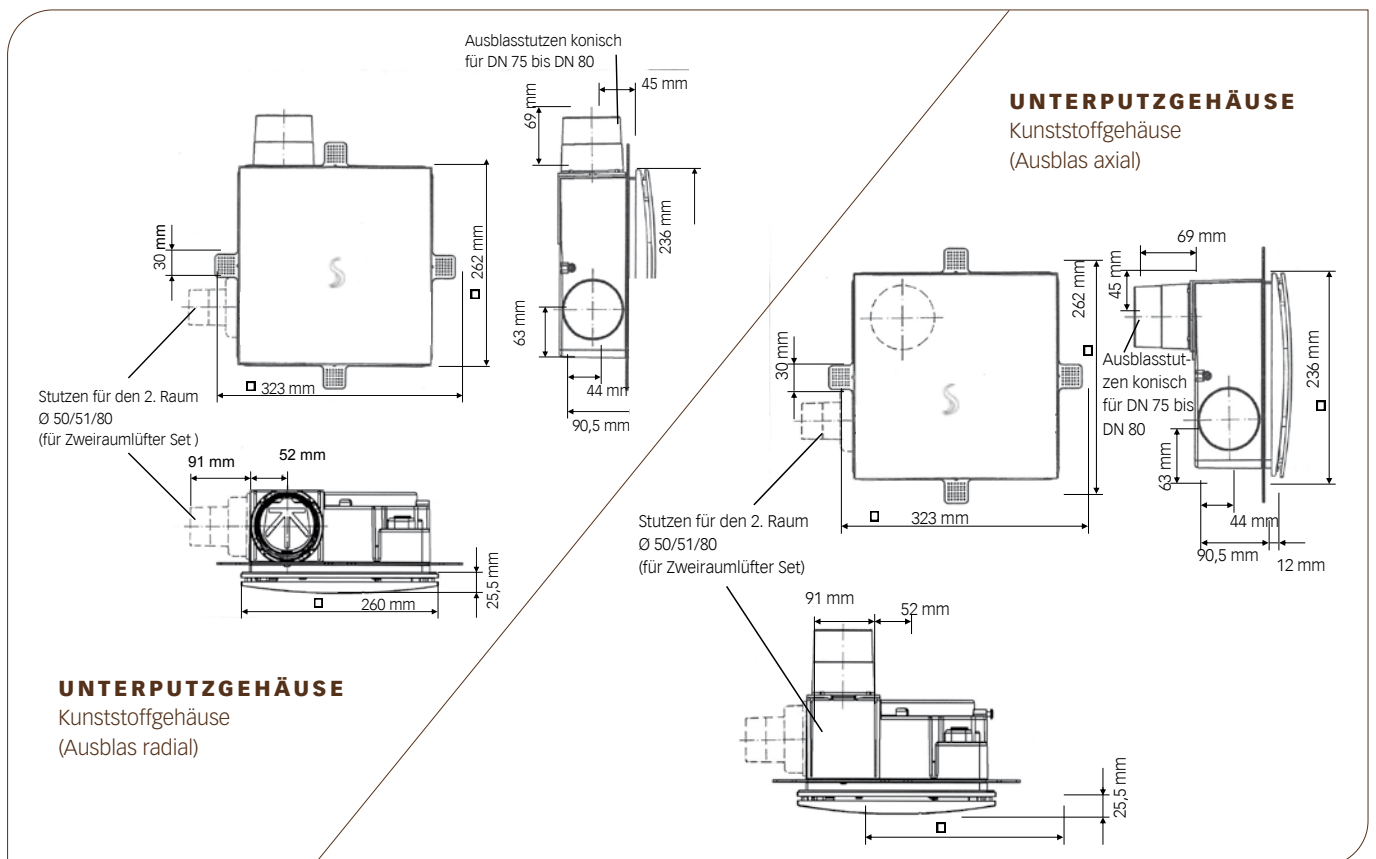 Ausblasstutzen konisch
für DN 75 bis DN 80
45 mm
69 mm
30 mm
262 mm
236 mm
63 mm
323 mm
44 mm
90,5 mm
Stutzen für den 2. Raum
Ø 50/51/80
(für Zweiraumlüfter Set )
91 mm
52 mm
25,5 mm
260 mm
UNTERPUTZGEHÄUSE
Kunststoffgehäuse
(Ausblas radial)
UNTERPUTZGEHÄUSE
Kunststoffgehäuse
(Ausblas axial)
69 mm
45 mm
262 mm
30 mm
Ausblasstut-
zen konisch
für DN 75 bis
DN 80
236 mm
63 mm
323 mm
44 mm
90,5 mm
12 mm
Stutzen für den 2. Raum
Ø 50/51/80
(für Zweiraumlüfter Set)
91 mm
52 mm
25,5 mm